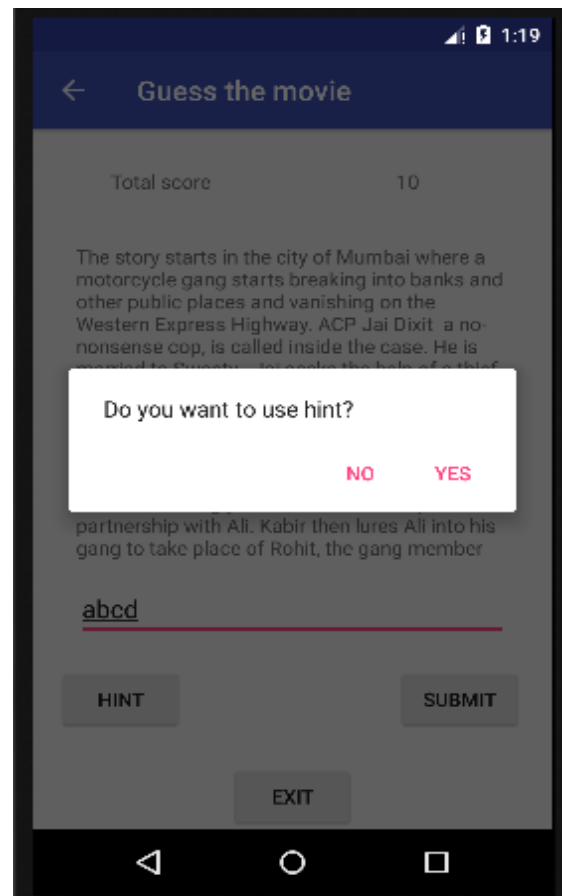 1:19
Guess the movie
Total score 10
The story starts in the city of Mumbai where a
motorcycle gang starts breaking into banks and
other public places and vanishing on the
Western Express Highway. ACP Jai Dixit a no-
nonsense cop, is called inside the case. He is
Do you want to use hint?
NO YES
partnership with Ali. Kabir then lures Ali into his
gang to take place of Rohit, the gang member
abcd
HINT SUBMIT
EXIT